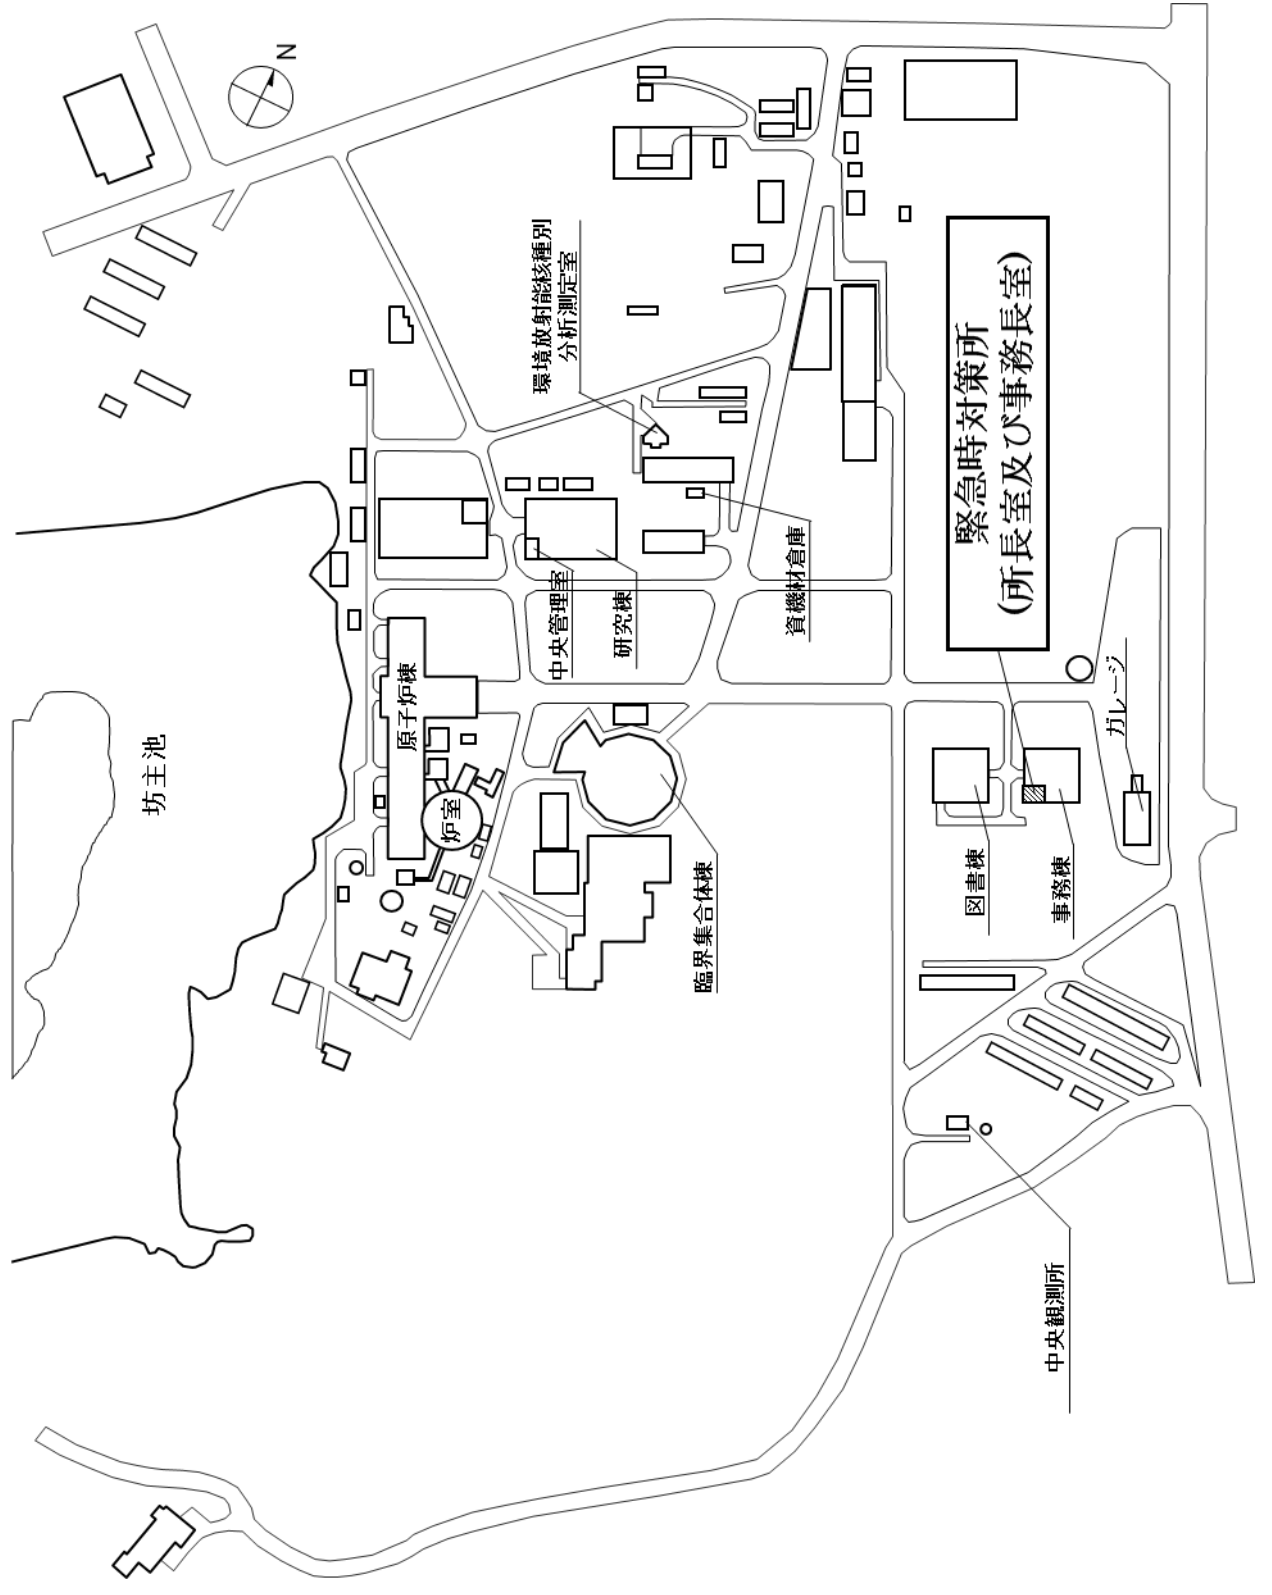 N
坊主池
環境放射能核種別
分析測定室
原子炉棟
炉室
中央管理室
研究棟
資機材倉庫
臨界集合体棟
緊急時対策所
(所長室及び事務長室)
ガレージ
図書棟
事務棟
中央観測所